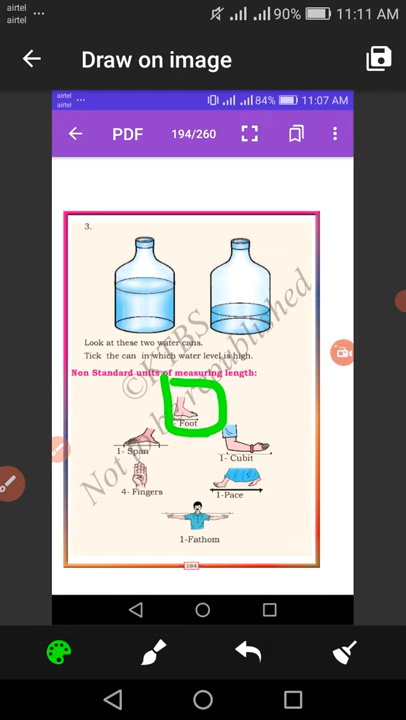 airtel
airtel ...
90%
11:11 AM
Draw on image
airtel
airtel ...
84%
11:07 AM
PDF
194/260
3.
Look at these two water cans.
Tick the can in which water level is high.
Non Standard units of measuring length:
Foot
1- Span
1- Cubit
4- Fingers
1-Pace
1-Fathom
©KTBS
Not to be republished
184